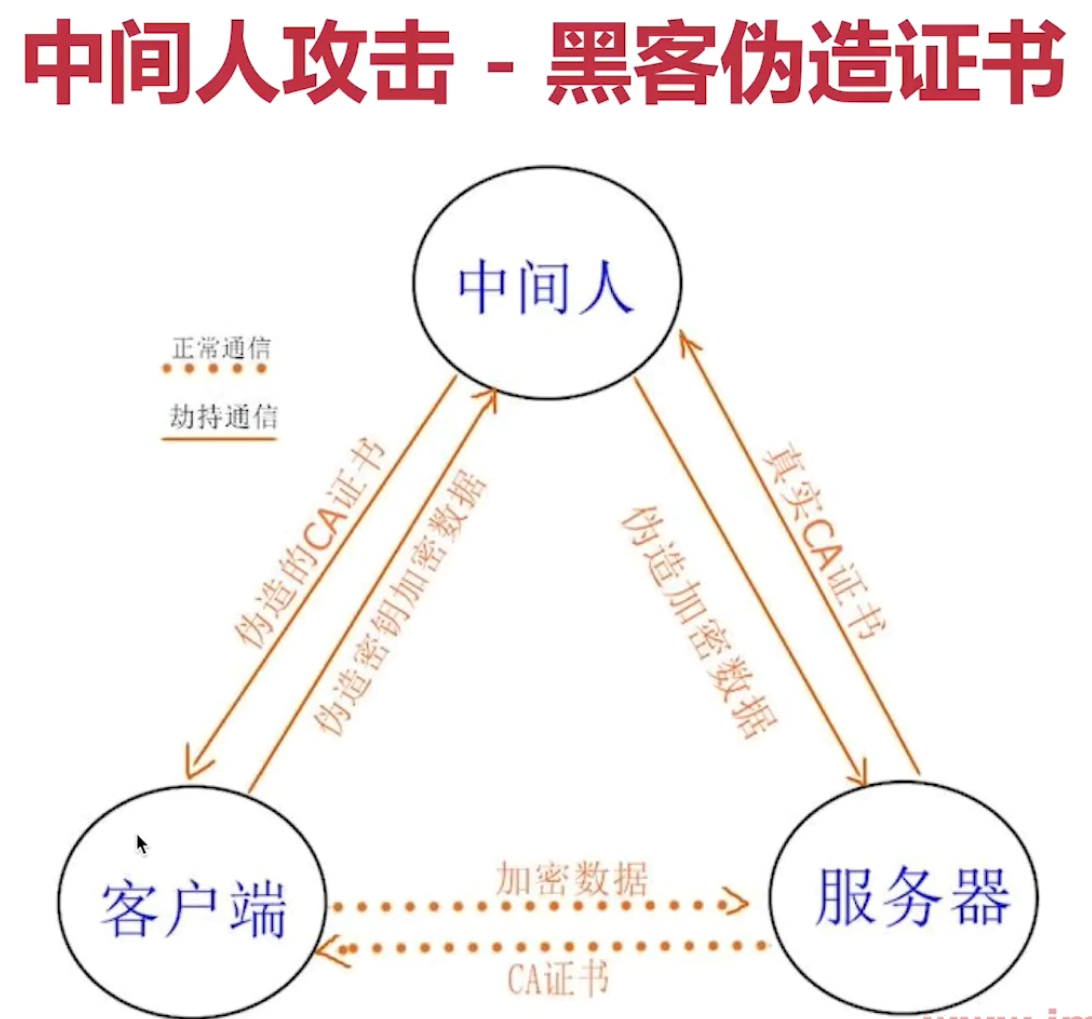 中间人攻击 - 黑客伪造证书
中间人
正常通信
劫持通信
伪造的CA证书
伪造密钥加密数据
伪造加密数据
真实CA证书
客户端
加密数据
CA证书
服务器